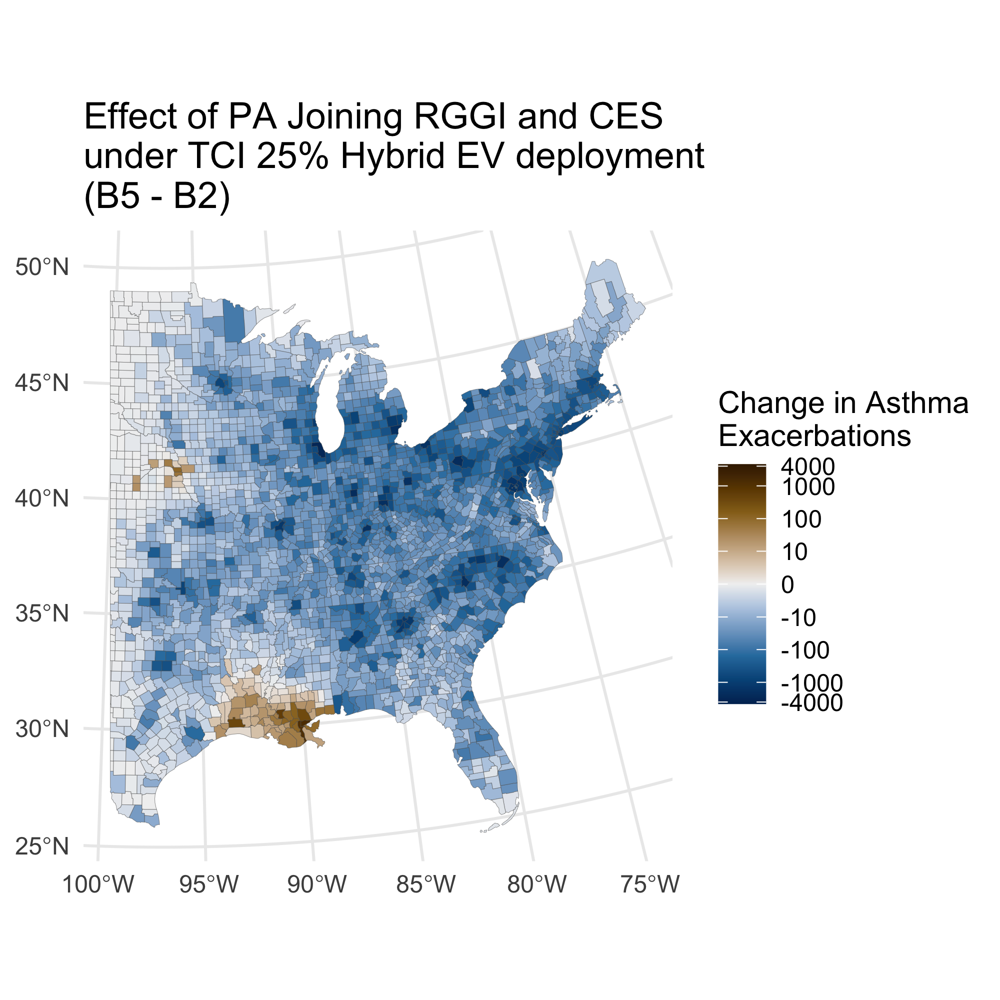 Effect of PA Joining RGGI and CES
under TCI 25% Hybrid EV deployment
(B5 - B2)
50°N
45°N
40°N
35°N
30°N
25°N
100°W
95°W
90°W
85°W
80°W
75°W
Change in Asthma
Exacerbations
4000
1000
100
10
0
-10
-100
-1000
-4000